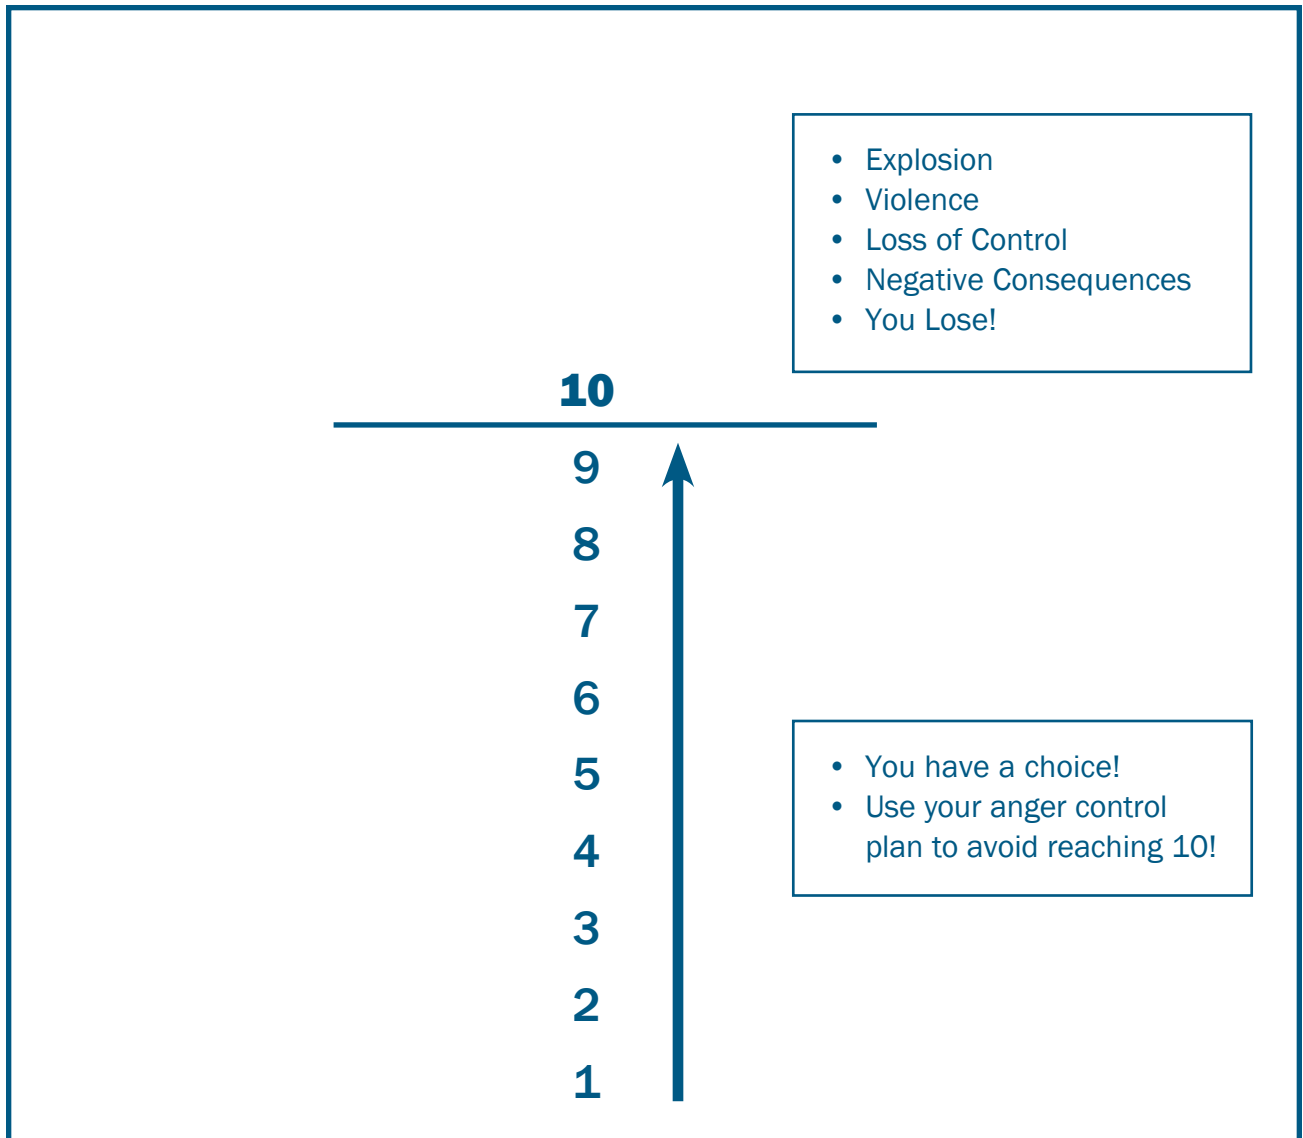 • Explosion
• Violence
• Loss of Control
• Negative Consequences
• You Lose!
10
9
8
7
6
5
4
3
2
1
• You have a choice!
• Use your anger control
plan to avoid reaching 10!